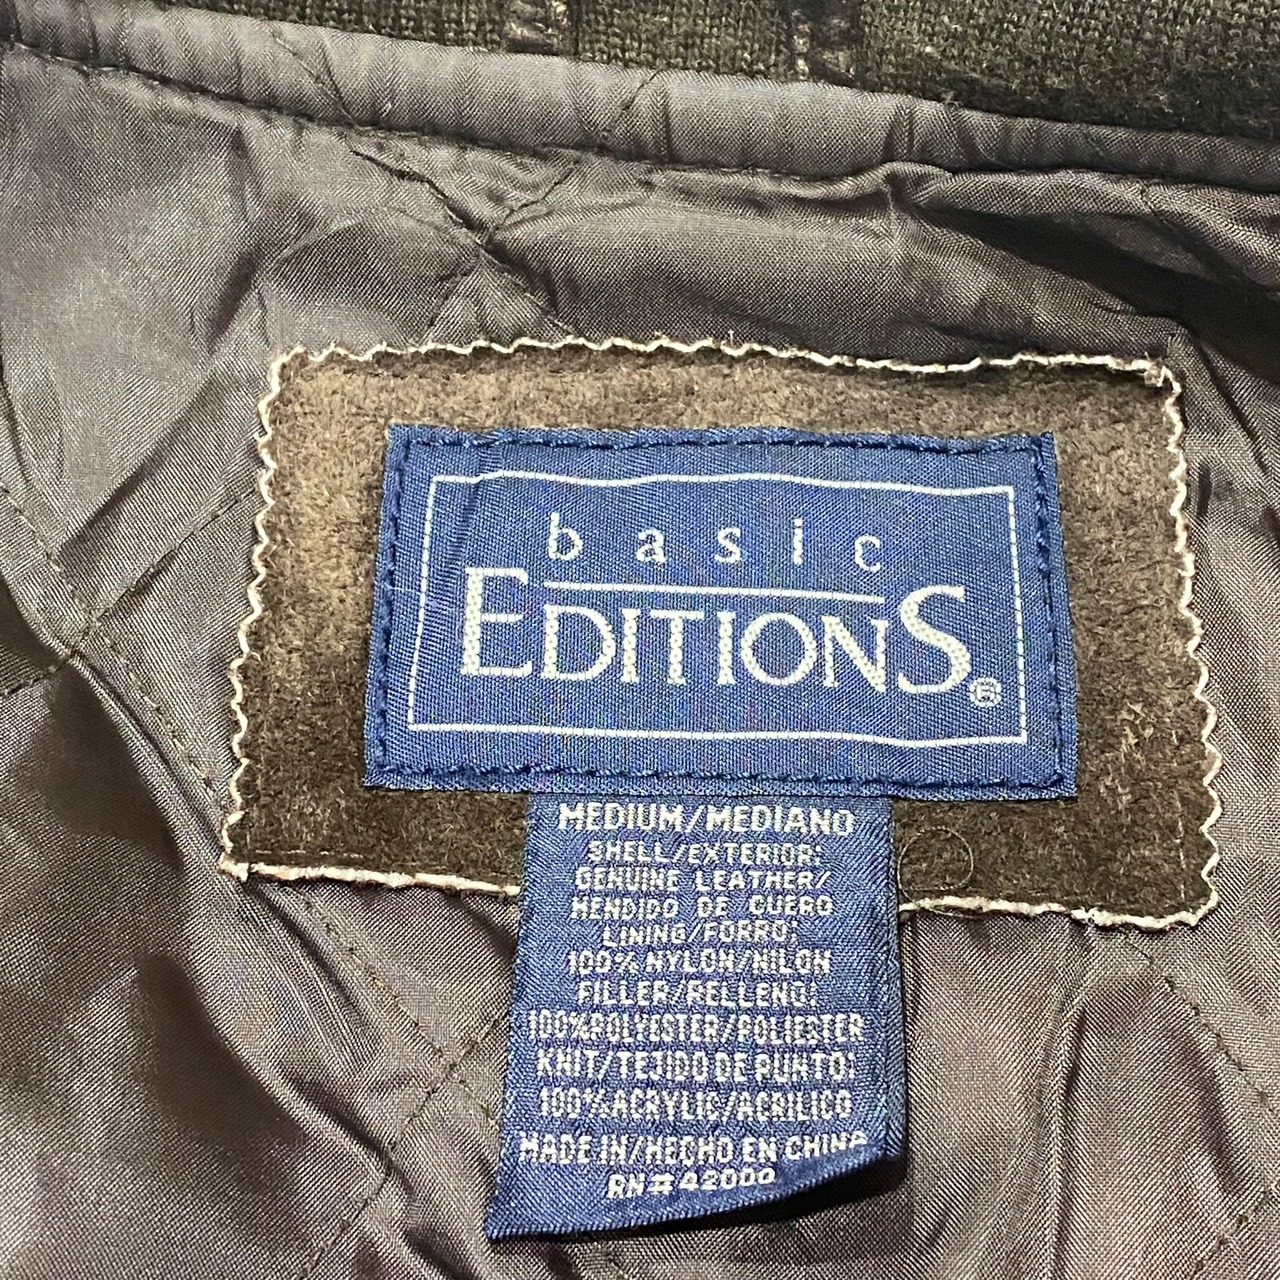 basic
EDITIONS®
MEDIUM/MEDIANO
SHELL/EXTERIOR:
GENUINE LEATHER/
HENDIDO DE CUERO
LINING/FORRO:
100% NYLON/NILON
FILLER/RELLENO:
100%POLYESTER/POLIESTER
KNIT/TEJIDO DE PUNTO:
100%ACRYLIC/ACRILICO
MADE IN/HECHO EN CHINA
RN#42000